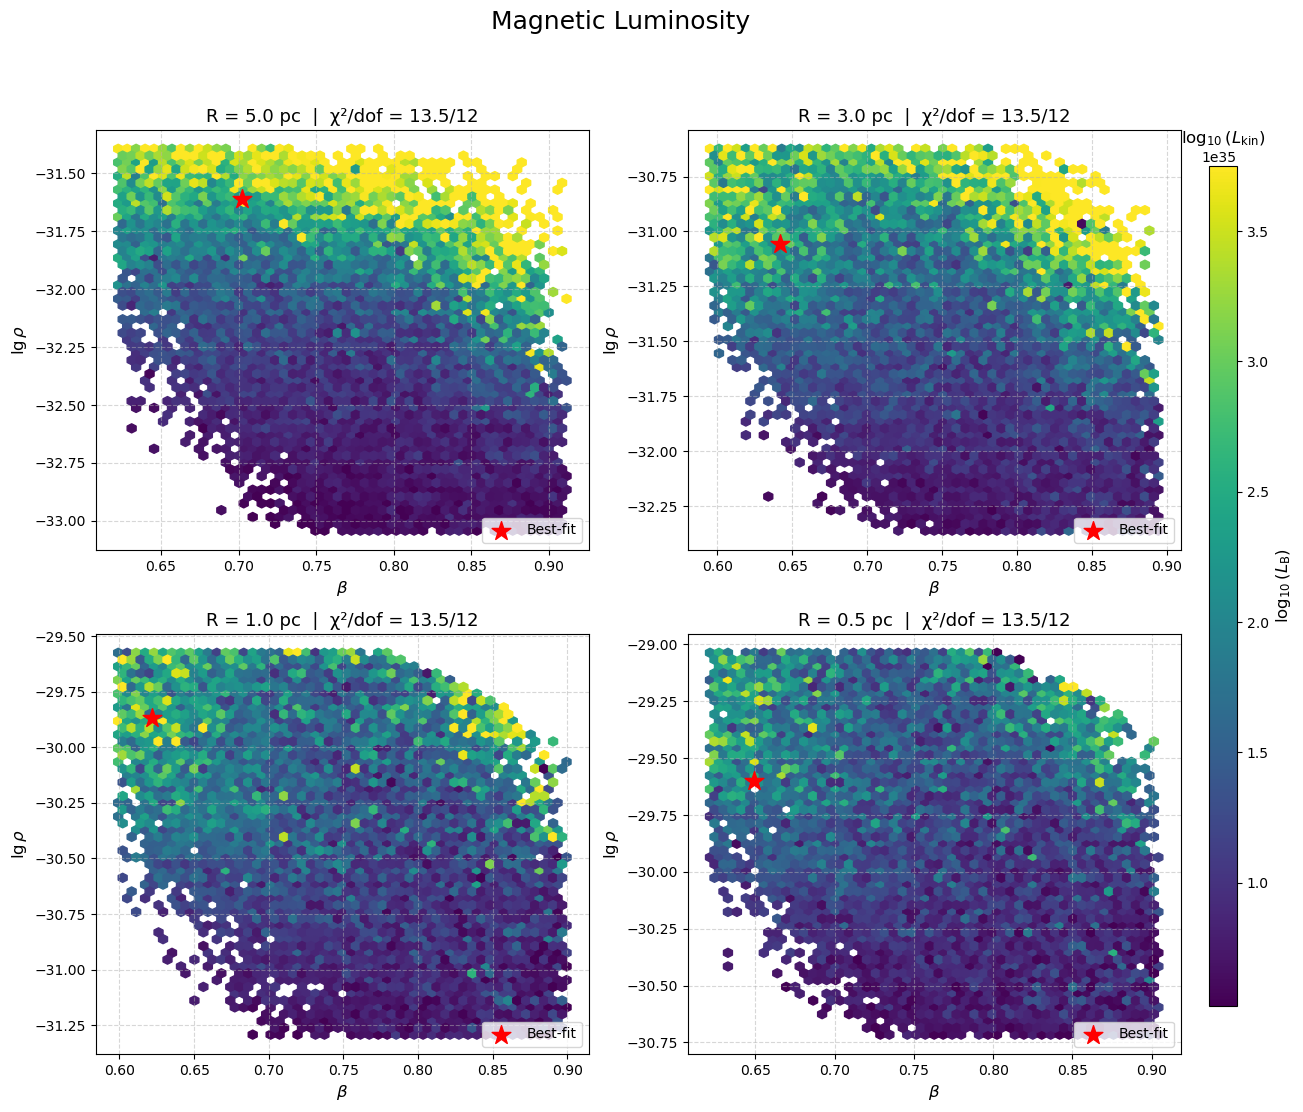 Magnetic Luminosity
R = 5.0 pc | χ²/dof = 13.5/12
−31.50
−31.75
−32.00
−32.25
−32.50
−32.75
−33.00
lg ρ
0.65 0.70 0.75 0.80 0.85 0.90
β
Best-fit
R = 3.0 pc | χ²/dof = 13.5/12
−30.75
−31.00
−31.25
−31.50
−31.75
−32.00
−32.25
lg ρ
0.60 0.65 0.70 0.75 0.80 0.85 0.90
β
Best-fit
R = 1.0 pc | χ²/dof = 13.5/12
−29.50
−29.75
−30.00
−30.25
−30.50
−30.75
−31.00
−31.25
lg ρ
0.60 0.65 0.70 0.75 0.80 0.85 0.90
β
Best-fit
R = 0.5 pc | χ²/dof = 13.5/12
−29.00
−29.25
−29.50
−29.75
−30.00
−30.25
−30.50
−30.75
lg ρ
0.65 0.70 0.75 0.80 0.85 0.90
β
Best-fit
log₁₀ (L_kin)
1e35
3.5
3.0
2.5
2.0
1.5
1.0
log₁₀ (L_B)